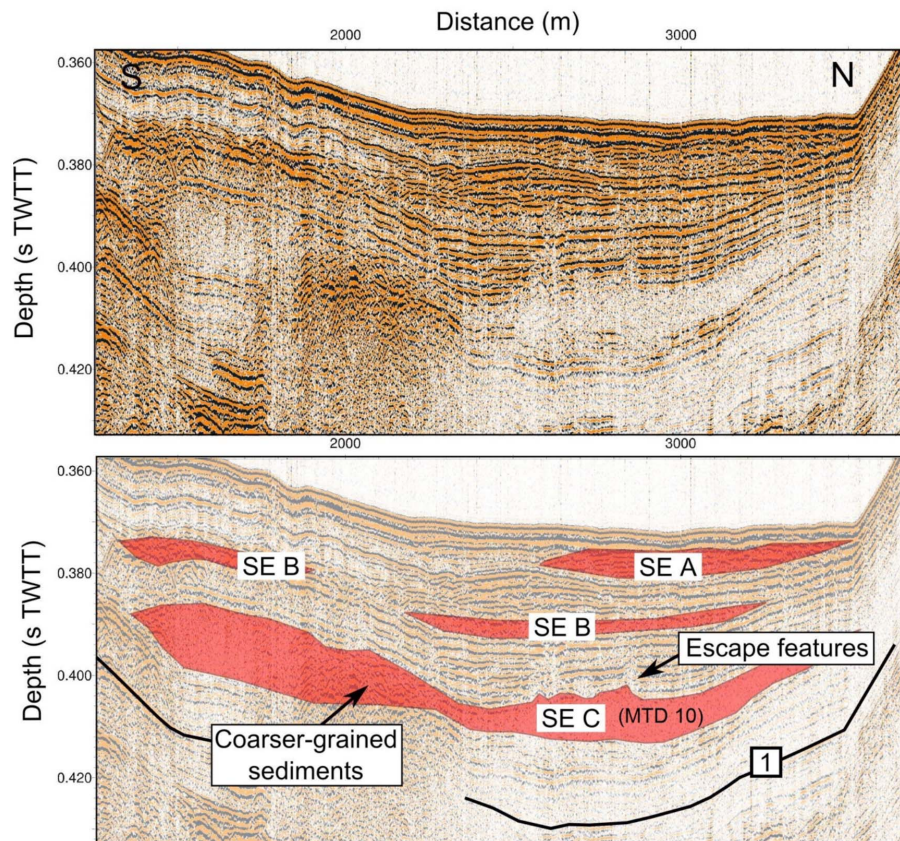 Distance (m)
2000 3000
S N
0.360
0.380
0.400
0.420
Depth (s TWTT)
2000 3000
0.360
0.380
0.400
0.420
Depth (s TWTT)
SE B
SE A
SE B
Escape features
SE C (MTD 10)
Coarser-grained
sediments
1